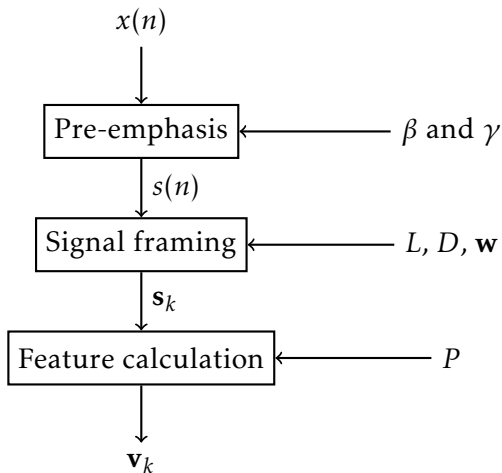 x(n)
Pre-emphasis
β and γ
s(n)
Signal framing
L, D, w
s_k
Feature calculation
P
v_k